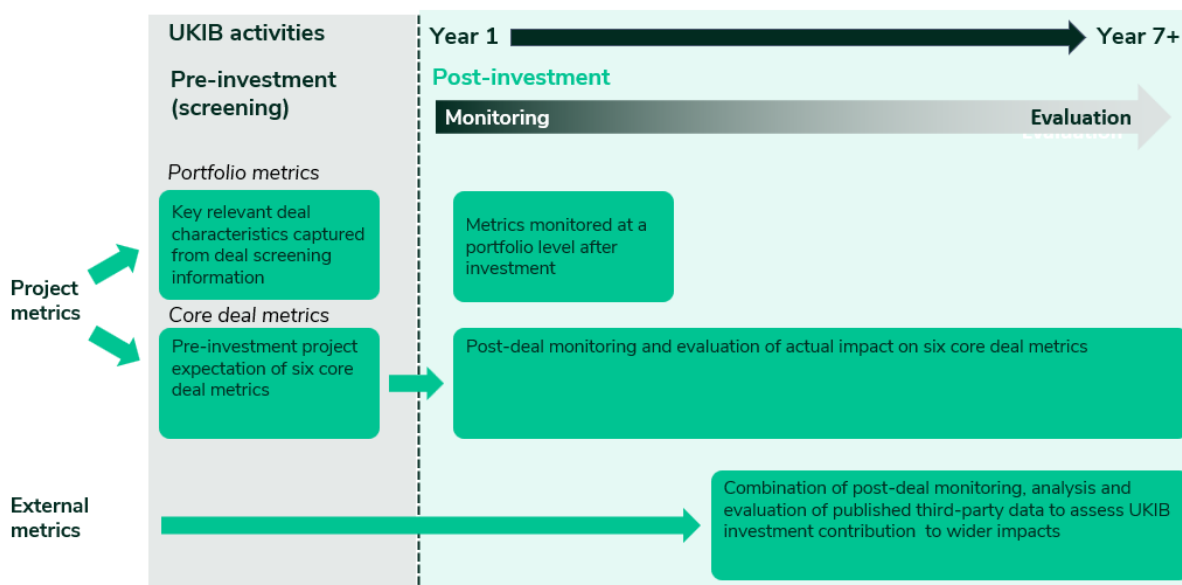 UKIB activities
Year 1
Year 7+
Pre-investment
(screening)
Post-investment
Monitoring
Evaluation
Evaluation
Portfolio metrics
Key relevant deal
characteristics captured
from deal screening
information
Metrics monitored at a
portfolio level after
investment
Project
metrics
Core deal metrics
Pre-investment project
expectation of six core
deal metrics
Post-deal monitoring and evaluation of actual impact on six core deal metrics
External
metrics
Combination of post-deal monitoring, analysis and
evaluation of published third-party data to assess UKIB
investment contribution to wider impacts